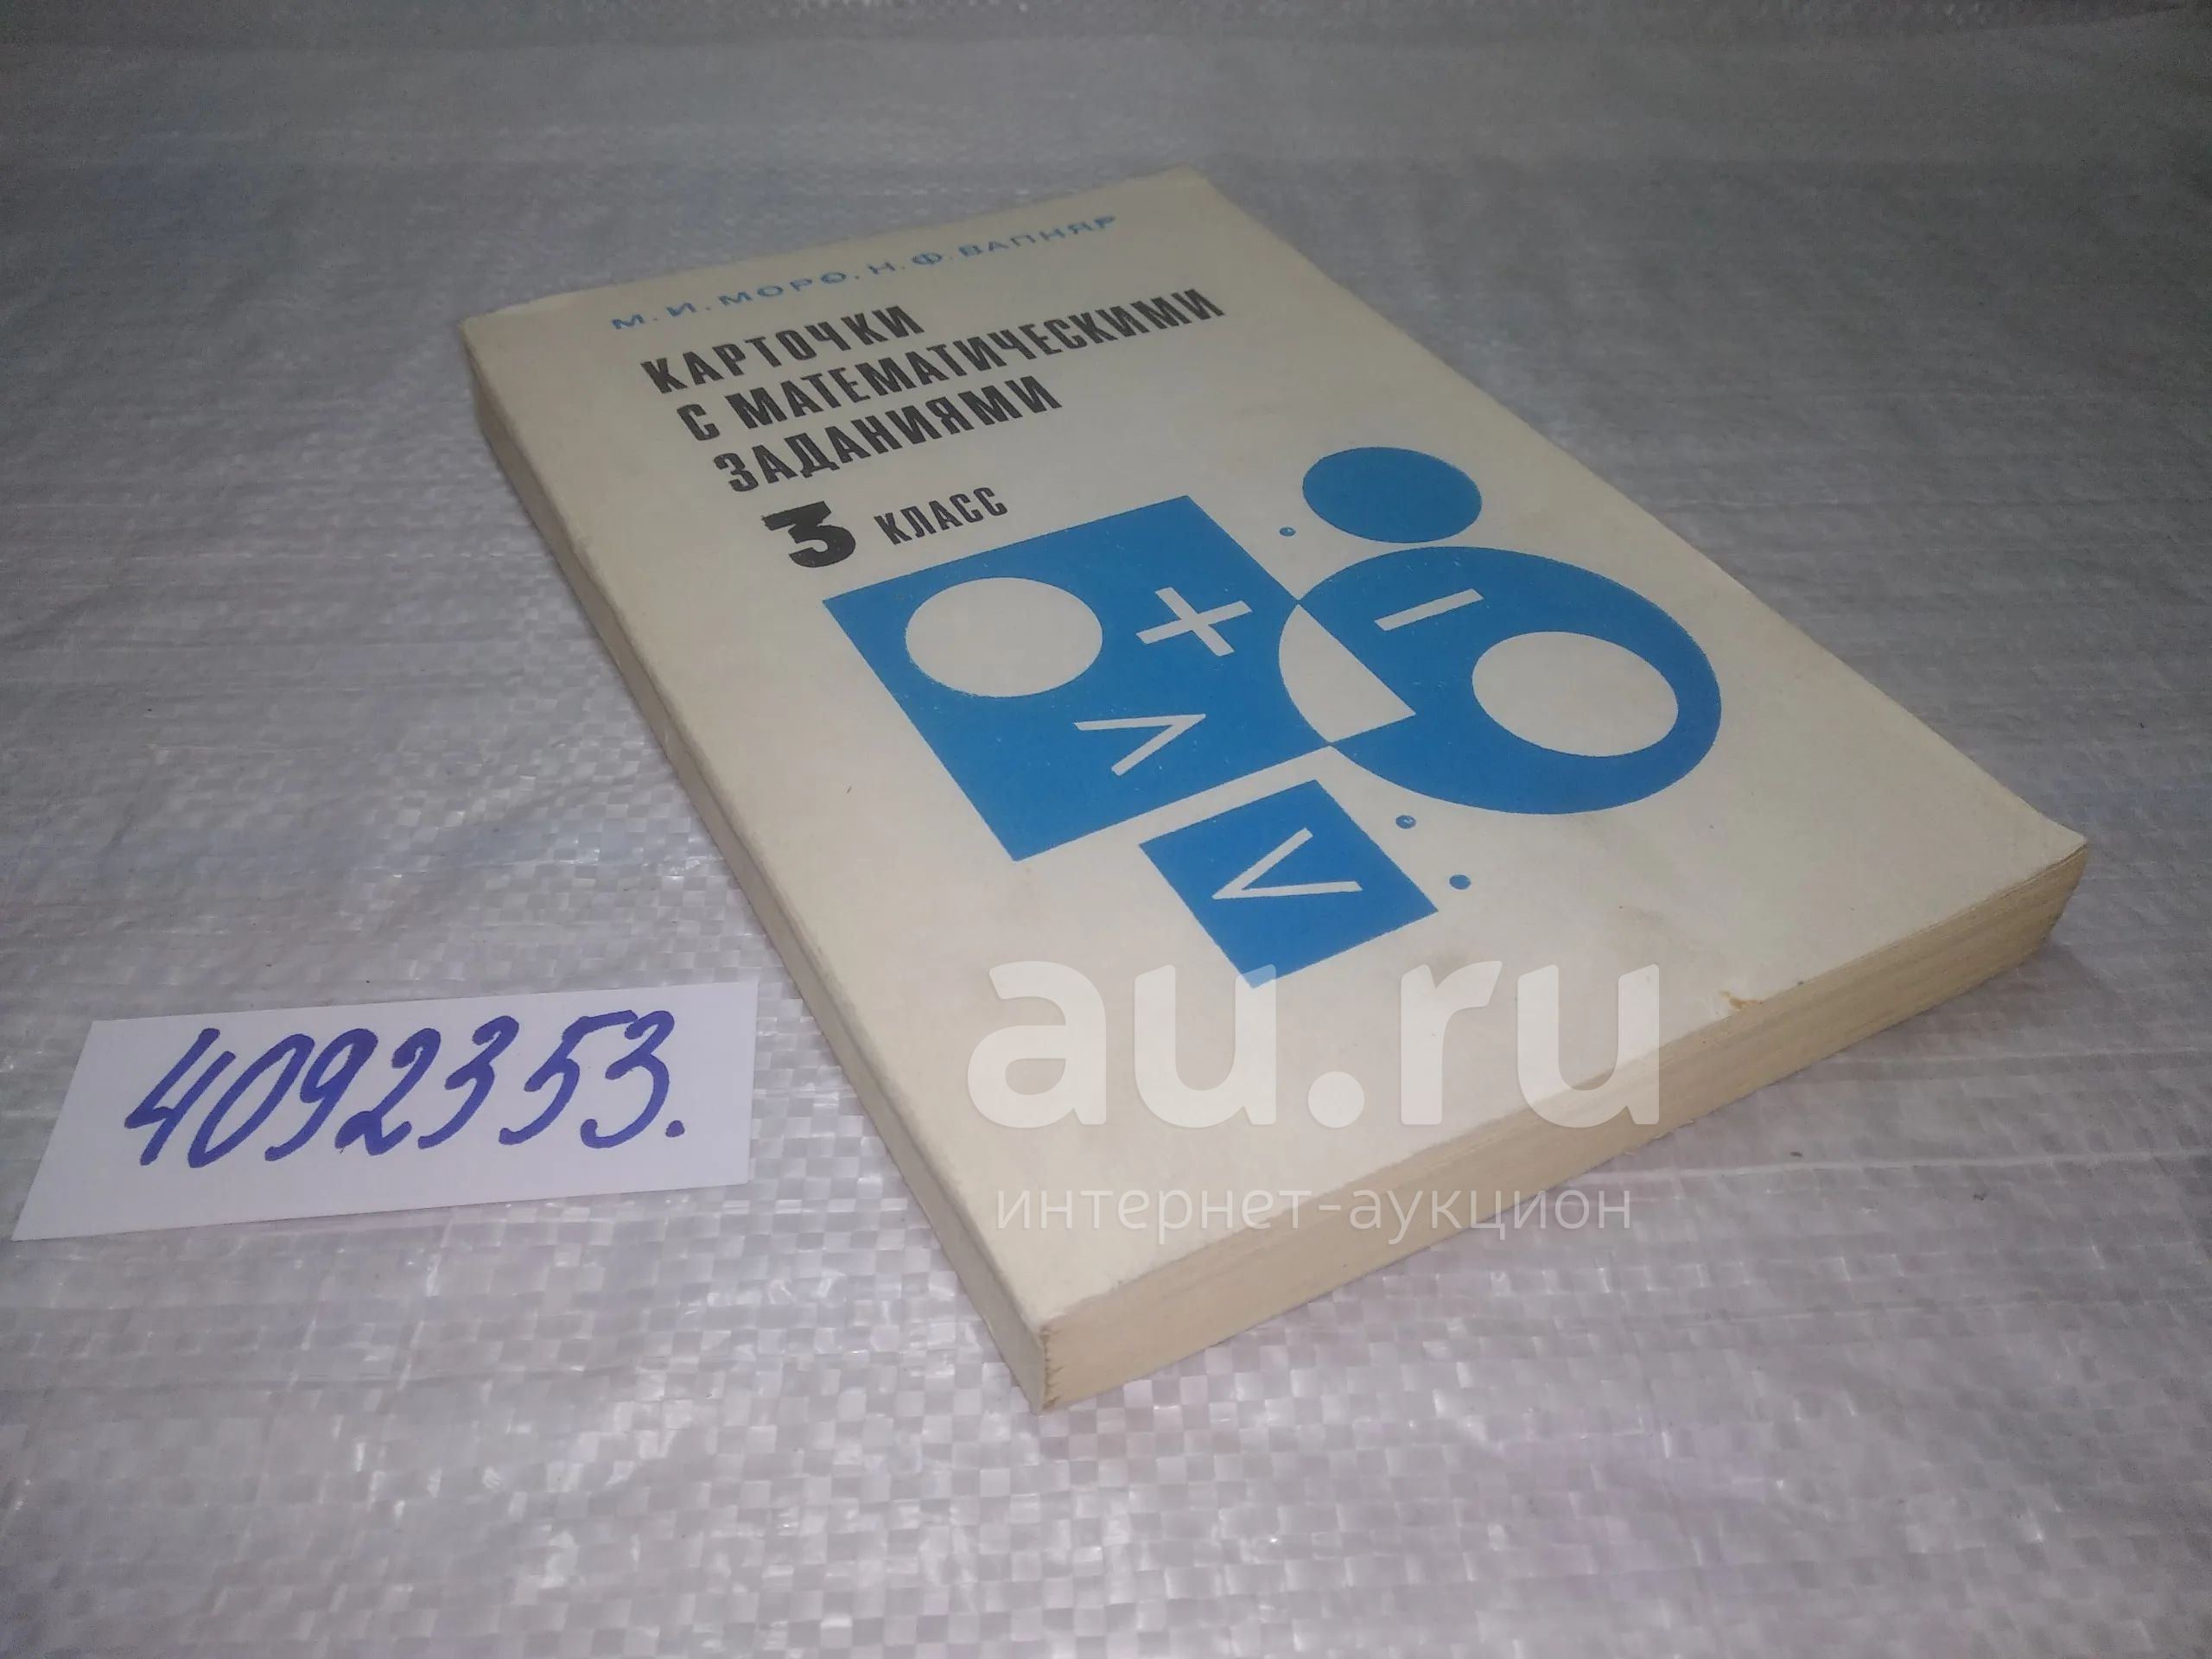 М. И. МОРО, Н. Ф. ВАПНЯР
КАРТОЧКИ
С МАТЕМАТИЧЕСКИМИ
ЗАДАНИЯМИ
3 КЛАСС
+
−
>
<
4092353.
au.ru
интернет-аукцион